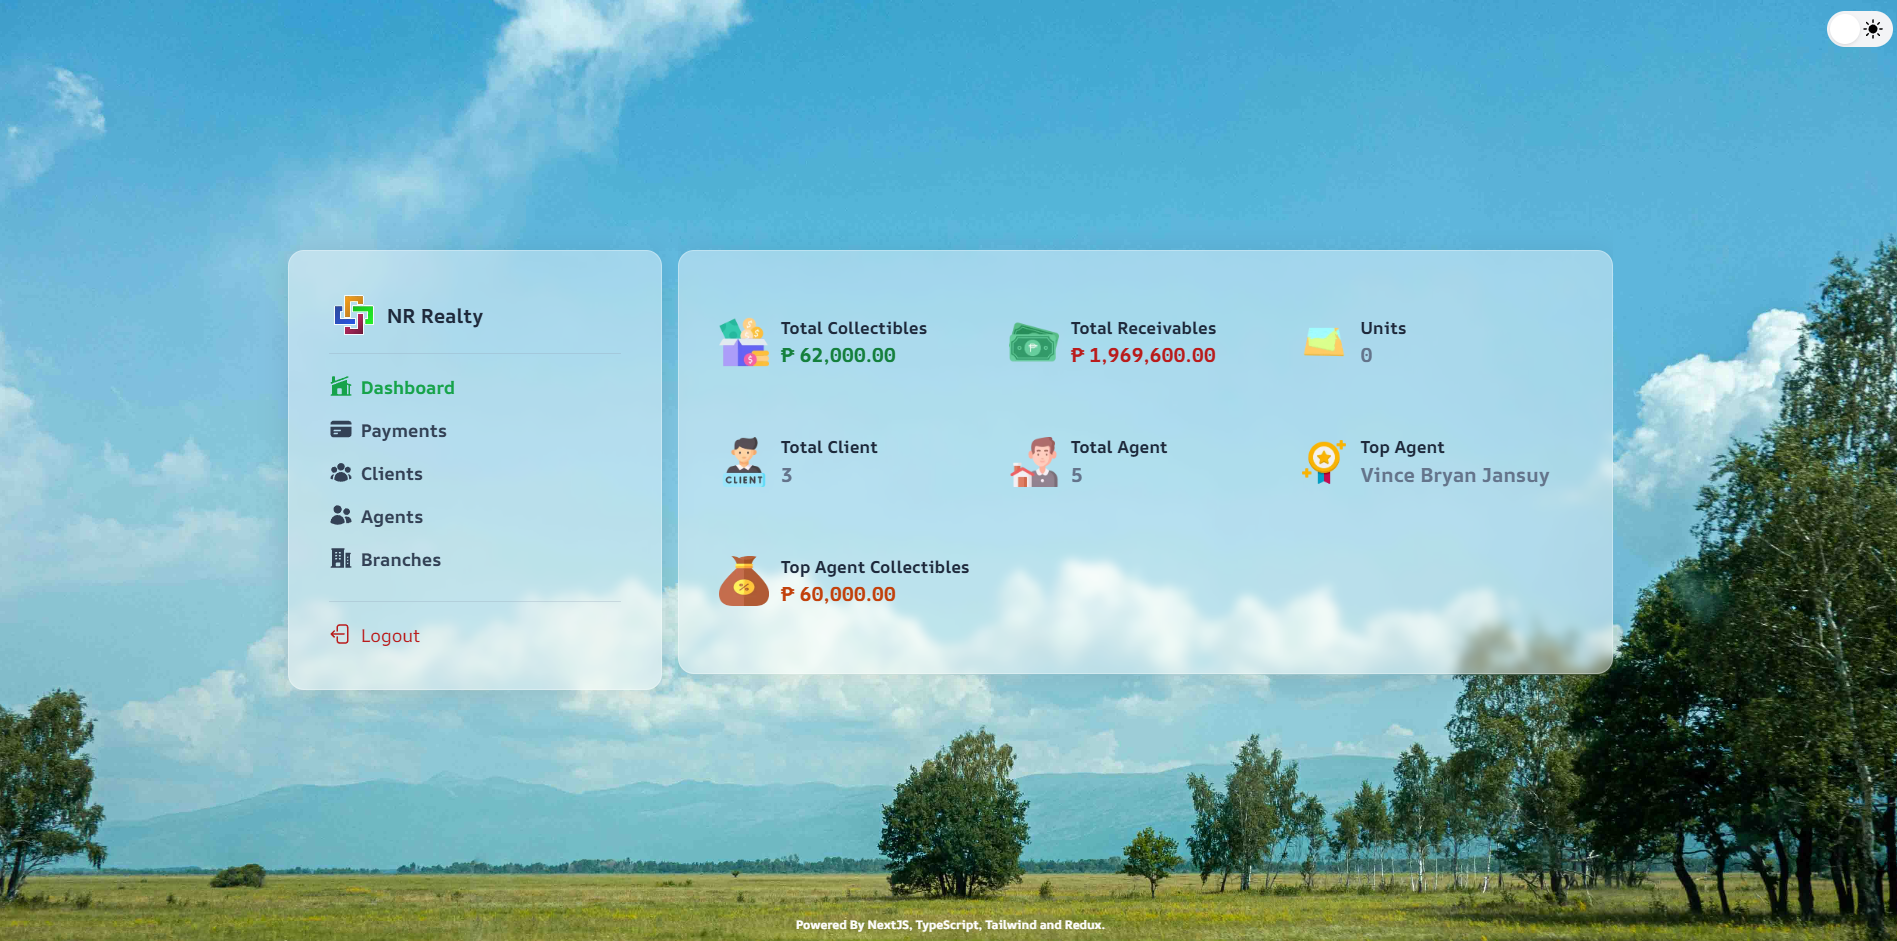 NR Realty
Dashboard
Payments
Clients
Agents
Branches
Logout
Total Collectibles
₱ 62,000.00
Total Receivables
₱ 1,969,600.00
Units
0
Total Client
3
CLIENT
Total Agent
5
Top Agent
Vince Bryan Jansuy
Top Agent Collectibles
₱ 60,000.00
Powered By NextJS, TypeScript, Tailwind and Redux.